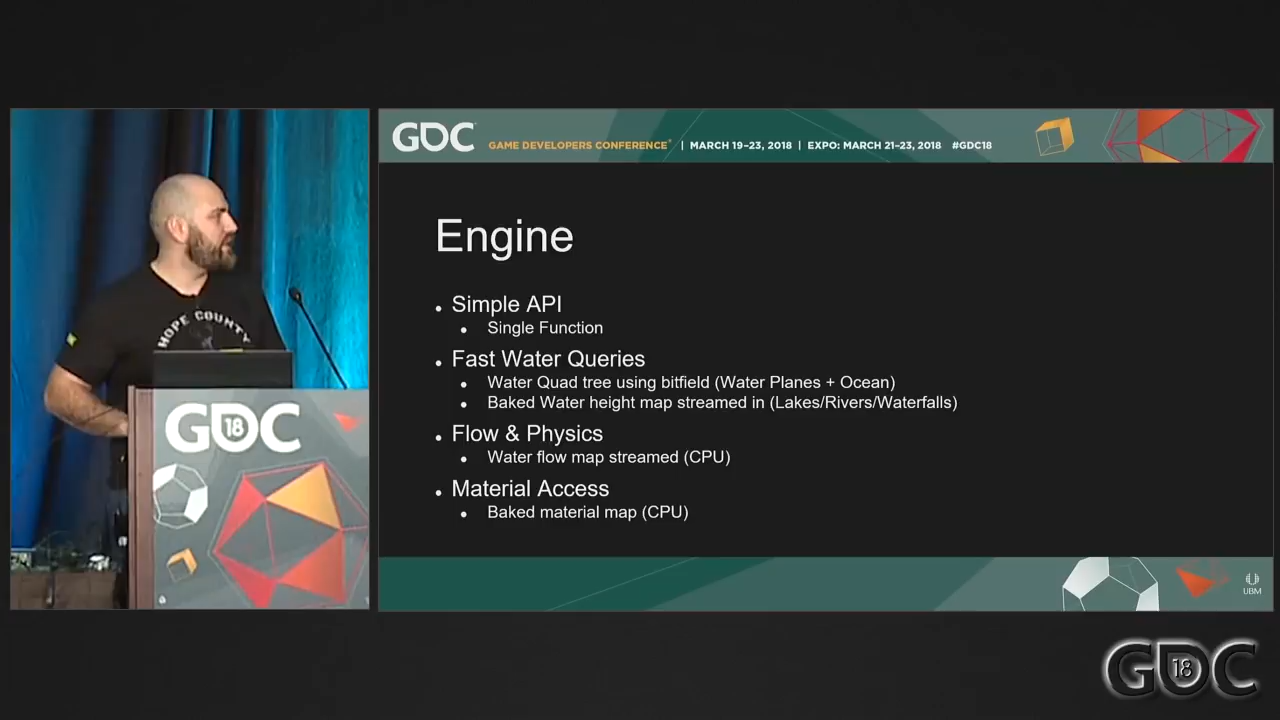 GDC
GAME DEVELOPERS CONFERENCE® | MARCH 19–23, 2018 | EXPO: MARCH 21–23, 2018 #GDC18
Engine
• Simple API
• Single Function
• Fast Water Queries
• Water Quad tree using bitfield (Water Planes + Ocean)
• Baked Water height map streamed in (Lakes/Rivers/Waterfalls)
• Flow & Physics
• Water flow map streamed (CPU)
• Material Access
• Baked material map (CPU)
HOPE COUNTY
GDC 18
UBM
GDC 18